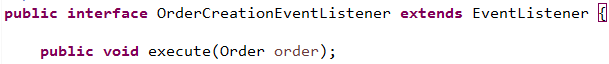 public interface OrderCreationEventListener extends EventListener {
public void execute(Order order);